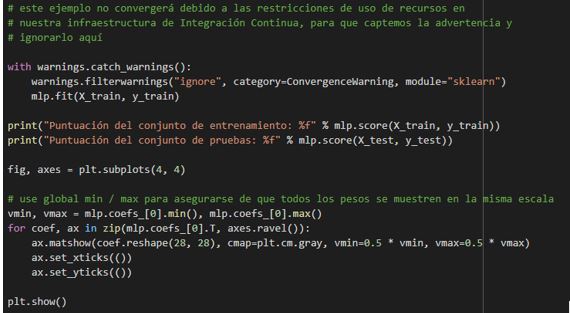 # este ejemplo no convergerá debido a las restricciones de uso de recursos en
# nuestra infraestructura de Integración Continua, para que captemos la advertencia y
# ignorarlo aquí
with warnings.catch_warnings():
warnings.filterwarnings("ignore", category=ConvergenceWarning, module="sklearn")
mlp.fit(X_train, y_train)
print("Puntuación del conjunto de entrenamiento: %f" % mlp.score(X_train, y_train))
print("Puntuación del conjunto de pruebas: %f" % mlp.score(X_test, y_test))
fig, axes = plt.subplots(4, 4)
# use global min / max para asegurarse de que todos los pesos se muestren en la misma escala
vmin, vmax = mlp.coefs_[0].min(), mlp.coefs_[0].max()
for coef, ax in zip(mlp.coefs_[0].T, axes.ravel()):
ax.matshow(coef.reshape(28, 28), cmap=plt.cm.gray, vmin=0.5 * vmin, vmax=0.5 * vmax)
ax.set_xticks(())
ax.set_yticks(())
plt.show()